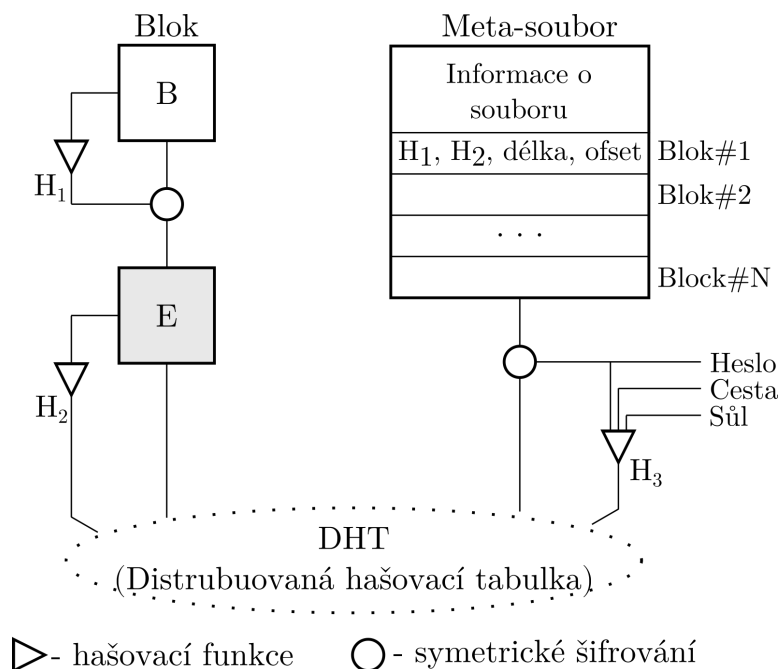 Blok
B
H1
E
H2
Meta-soubor
Informace o
souboru
H1, H2, délka, ofset
Blok#1
Blok#2
. . .
Block#N
Heslo
Cesta
Sůl
H3
DHT
(Distrubuovaná hašovací tabulka)
- hašovací funkce
- symetrické šifrování